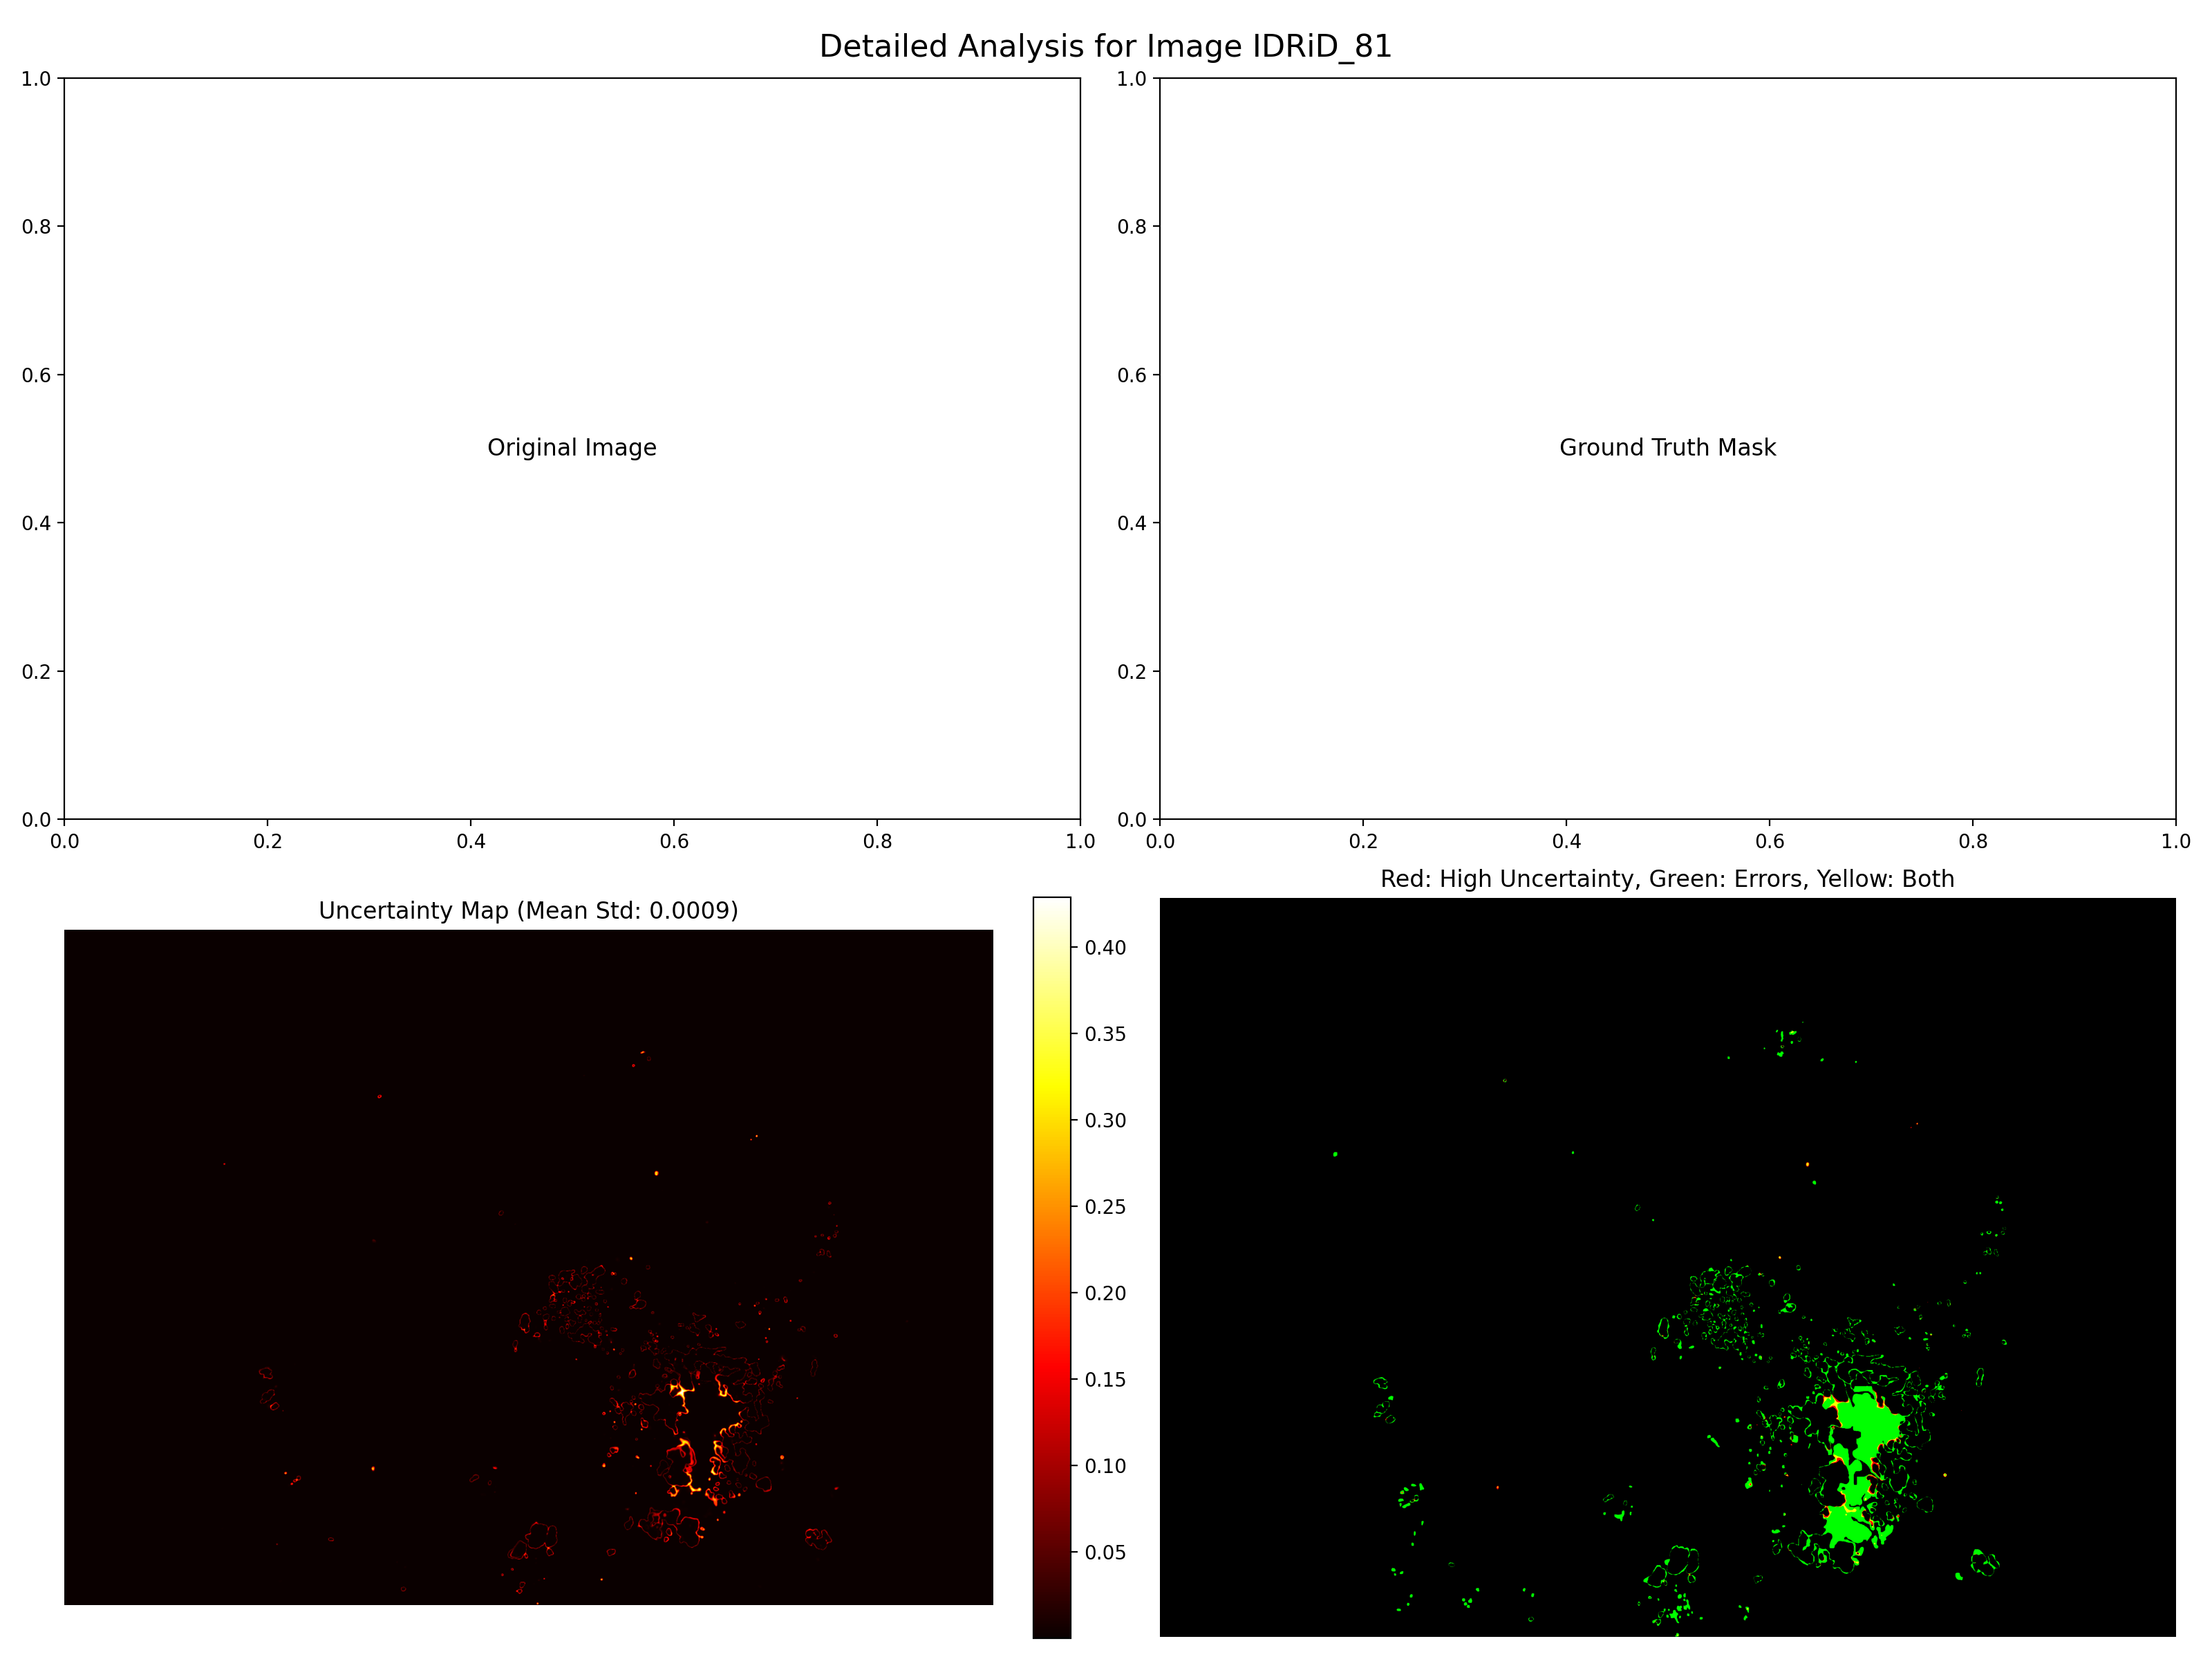 Detailed Analysis for Image IDRiD_81
1.0
0.8
0.6
0.4
0.2
0.0
0.0 0.2 0.4 0.6 0.8 1.0
Original Image
1.0
0.8
0.6
0.4
0.2
0.0
0.0 0.2 0.4 0.6 0.8 1.0
Ground Truth Mask
Uncertainty Map (Mean Std: 0.0009)
0.40
0.35
0.30
0.25
0.20
0.15
0.10
0.05
Red: High Uncertainty, Green: Errors, Yellow: Both